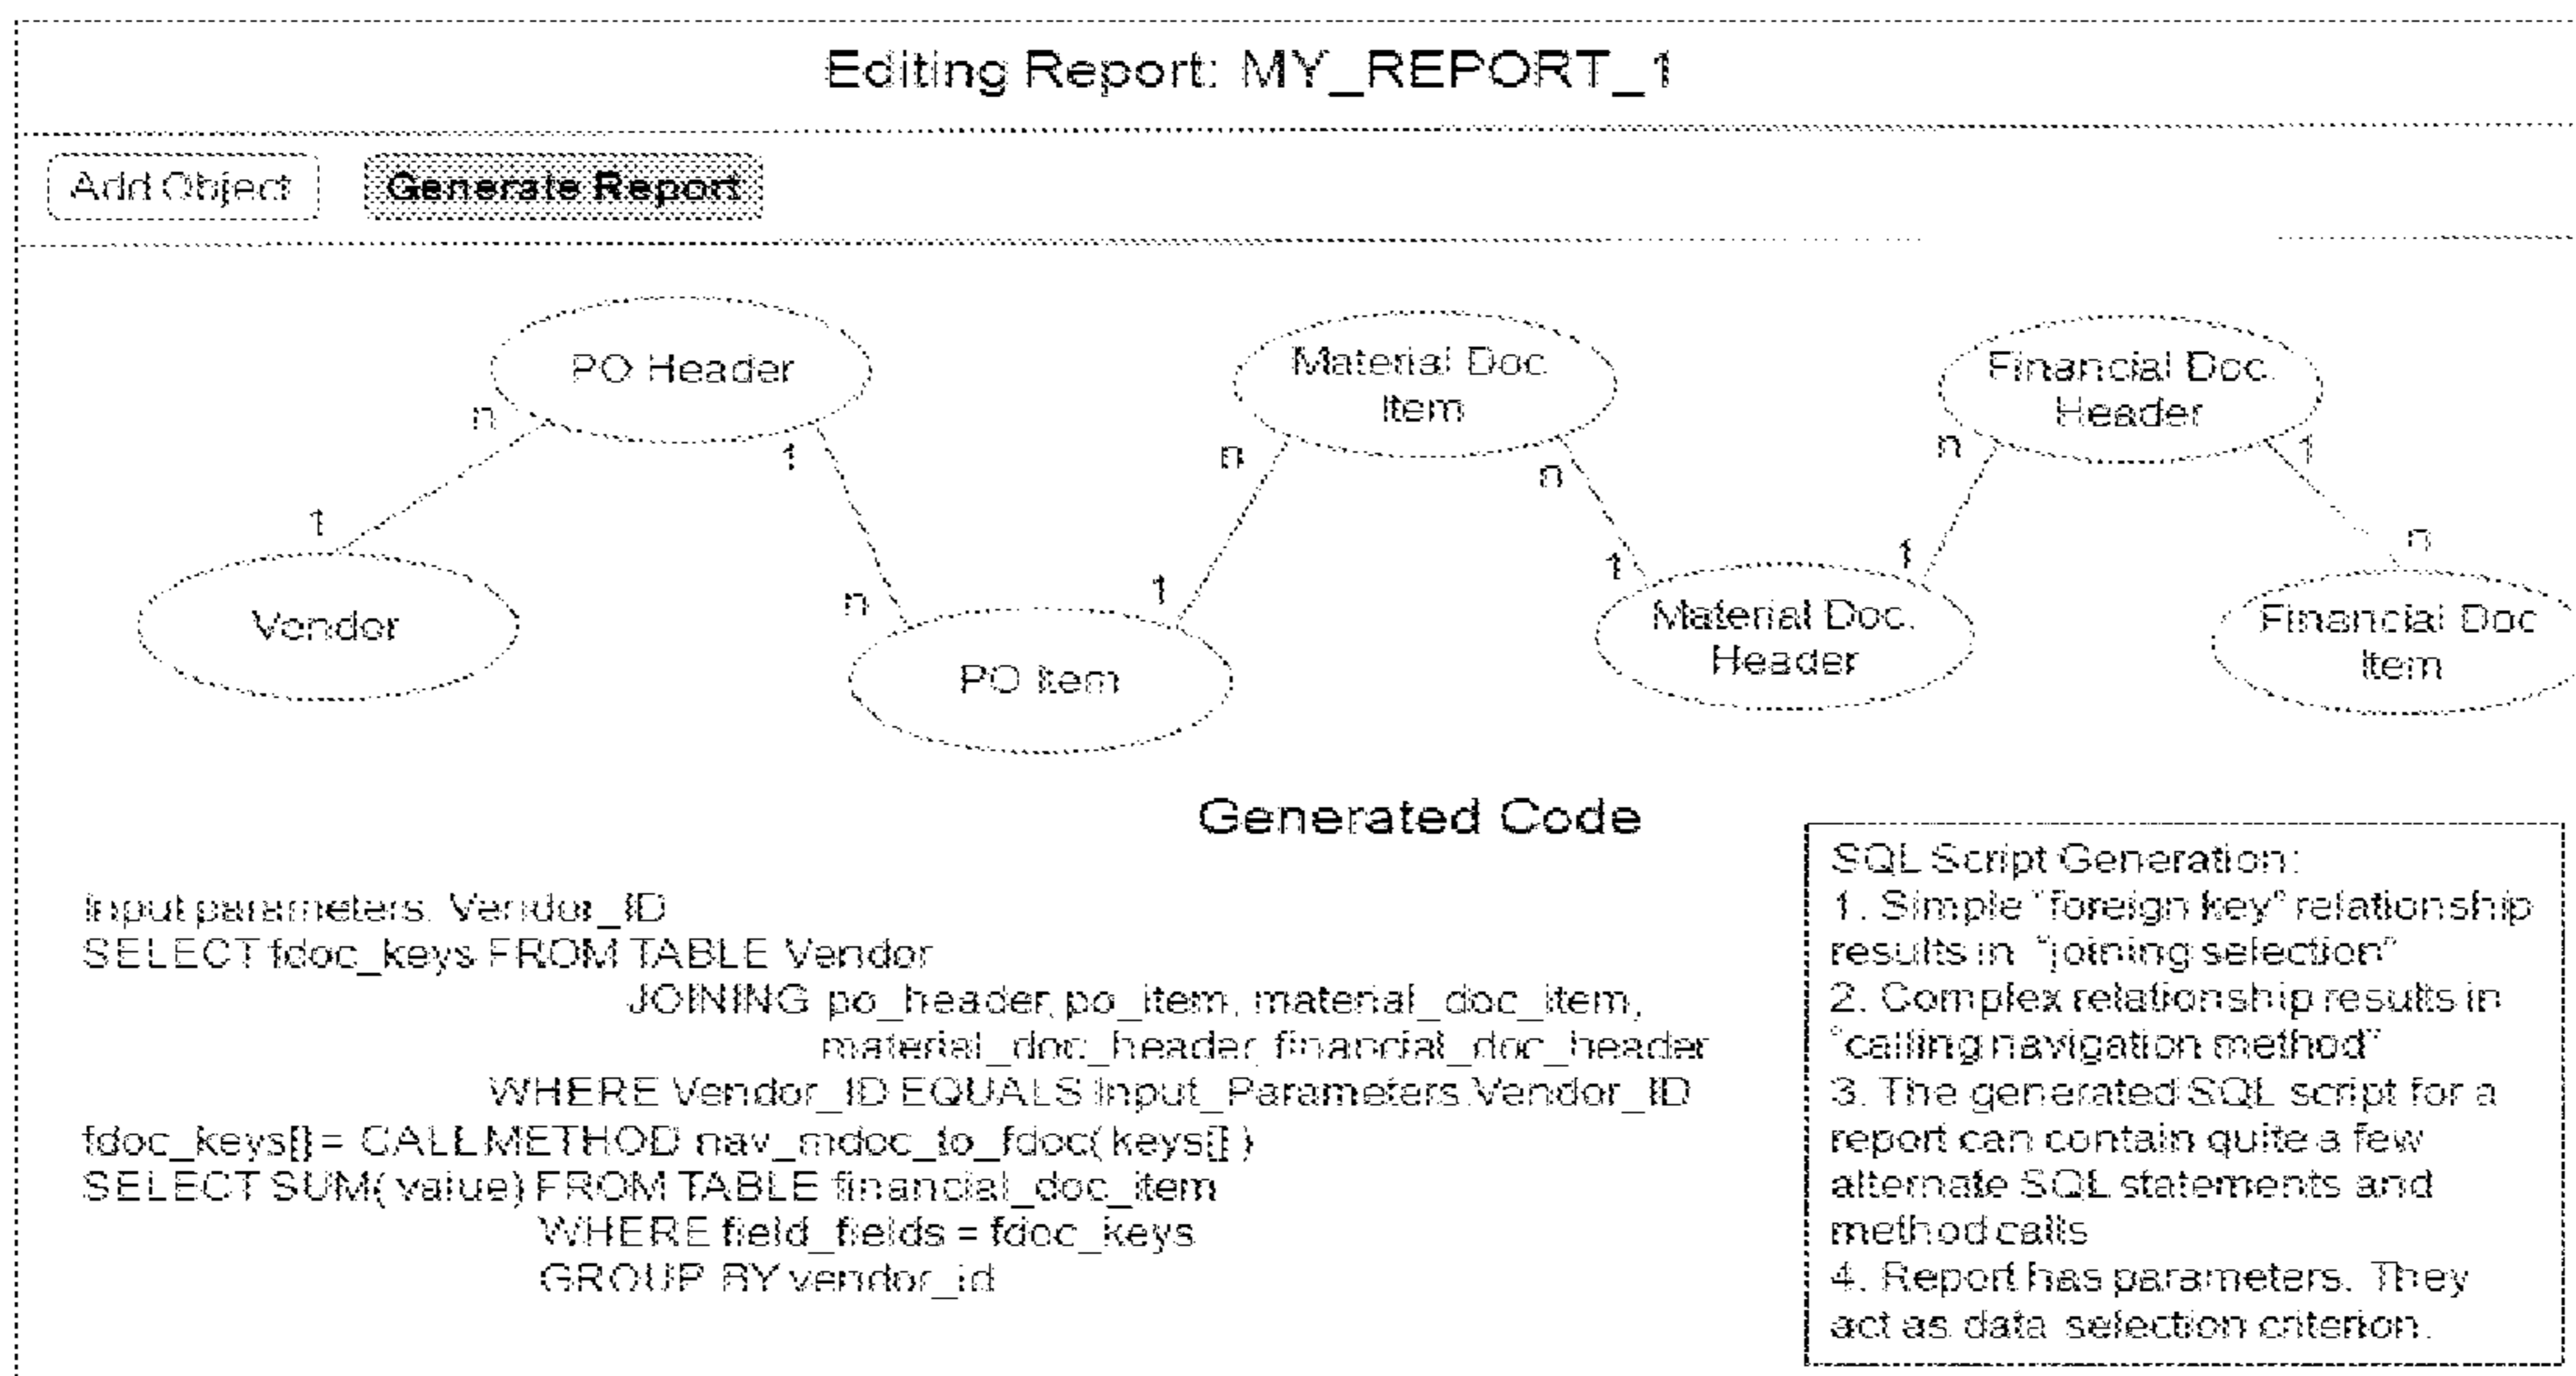 Editing Report: MY_REPORT_1
Add Object
Generate Report
PO Header
Material Doc.
Item
Financial Doc.
Header
n
1
n
n
n
1
1
n
1
1
1
n
Vendor
PO Item
Material Doc.
Header
Financial Doc
Item
Generated Code
Input parameters: Vendor_ID
SELECT fdoc_keys FROM TABLE Vendor
JOINING po_header, po_item, material_doc_item,
material_doc_header, financial_doc_header
WHERE Vendor_ID EQUALS Input_Parameters.Vendor_ID
fdoc_keys[] = CALL METHOD nav_mdoc_to_fdoc( keys[] )
SELECT SUM( value) FROM TABLE financial_doc_item
WHERE field_fields = fdoc_keys
GROUP BY vendor_id
SQL Script Generation:
1. Simple "foreign key" relationship
results in "joining selection"
2. Complex relationship results in
"calling navigation method"
3. The generated SQL script for a
report can contain quite a few
alternate SQL statements and
method calls
4. Report has parameters. They
act as data selection criterion.